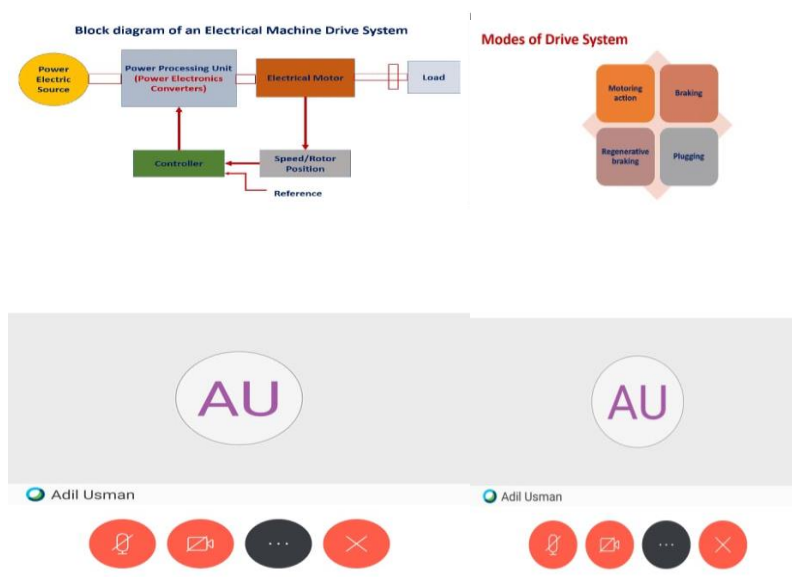 Block diagram of an Electrical Machine Drive System
Power
Electric
Source
Power Processing Unit
(Power Electronics
Converters)
Electrical Motor
Load
Controller
Speed/Rotor
Position
Reference
AU
Adil Usman
Modes of Drive System
Motoring
action
Braking
Regenerative
braking
Plugging
AU
Adil Usman